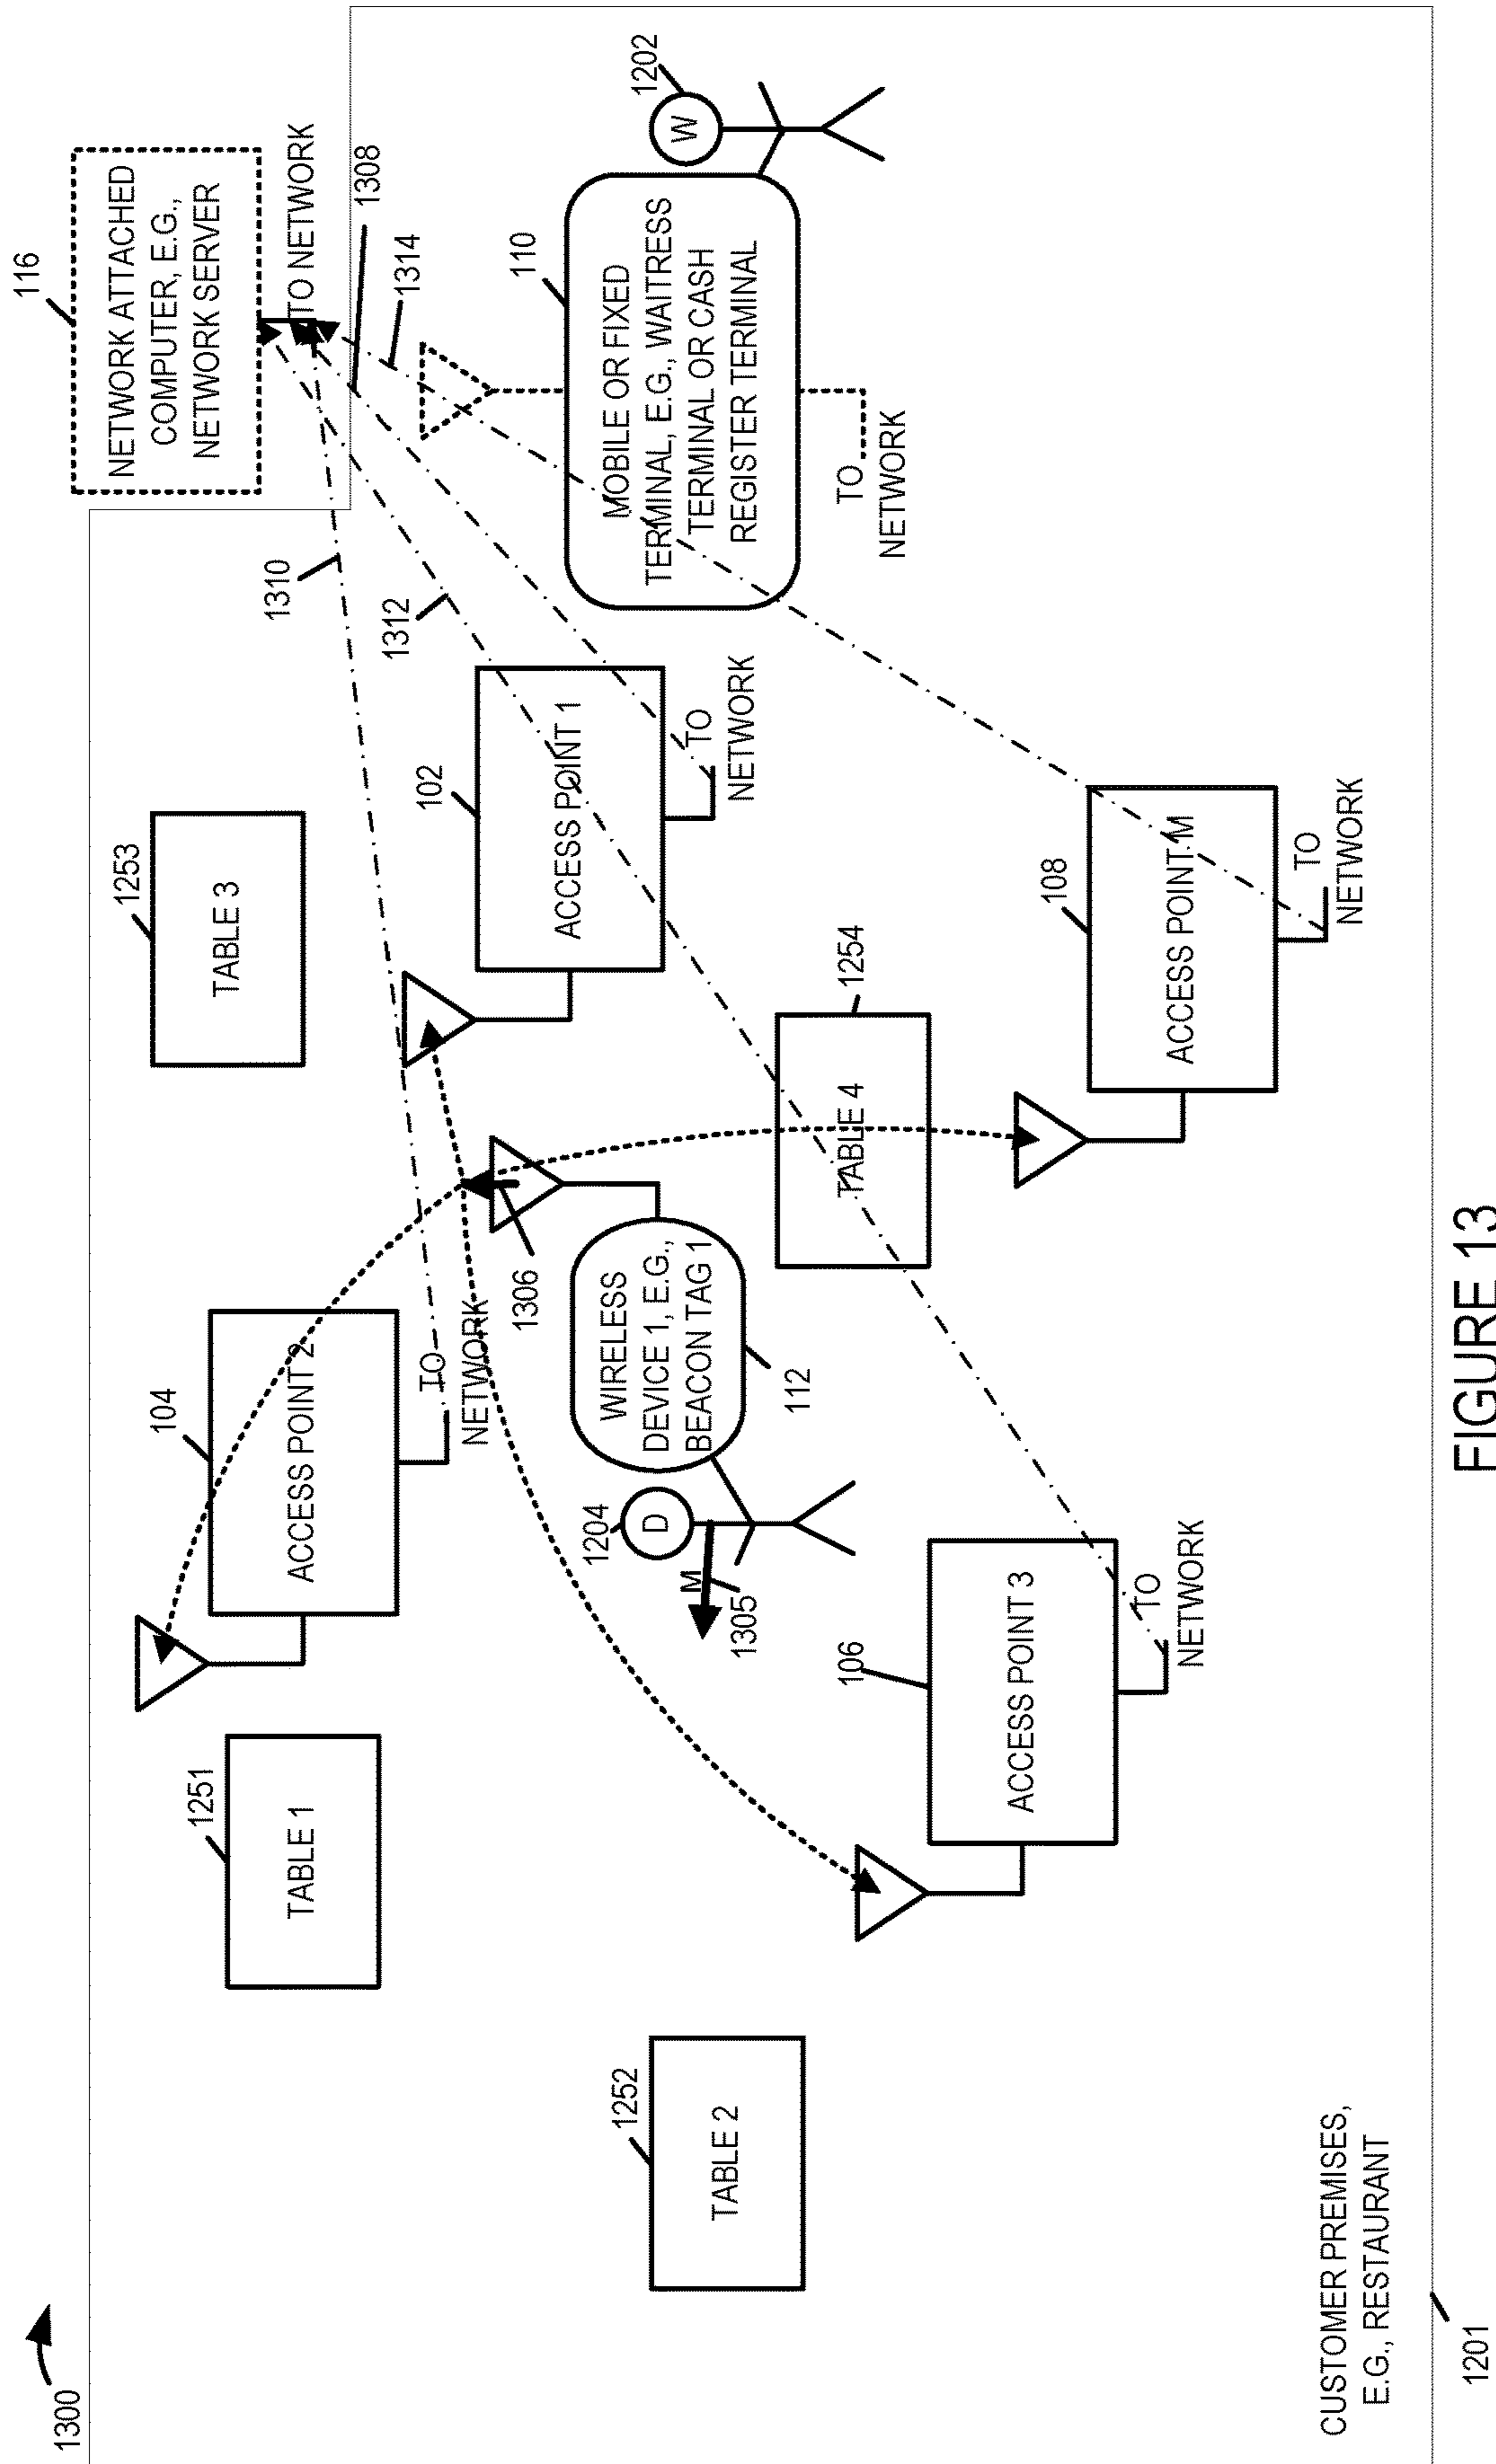 1300
116
NETWORK ATTACHED
COMPUTER, E.G.,
NETWORK SERVER
TO NETWORK
1308
1314
1310
1312
1253
TABLE 3
104
ACCESS POINT 2
TO
NETWORK
1251
TABLE 1
102
ACCESS POINT 1
TO
NETWORK
110
MOBILE OR FIXED
TERMINAL, E.G., WAITRESS
TERMINAL OR CASH
REGISTER TERMINAL
TO
NETWORK
1202
W
1306
WIRELESS
DEVICE 1, E.G.,
BEACON TAG 1
112
1204
D
M
1305
1252
TABLE 2
1254
TABLE 4
106
ACCESS POINT 3
TO
NETWORK
108
ACCESS POINT M
TO
NETWORK
CUSTOMER PREMISES,
E.G., RESTAURANT
1201
FIGURE 13